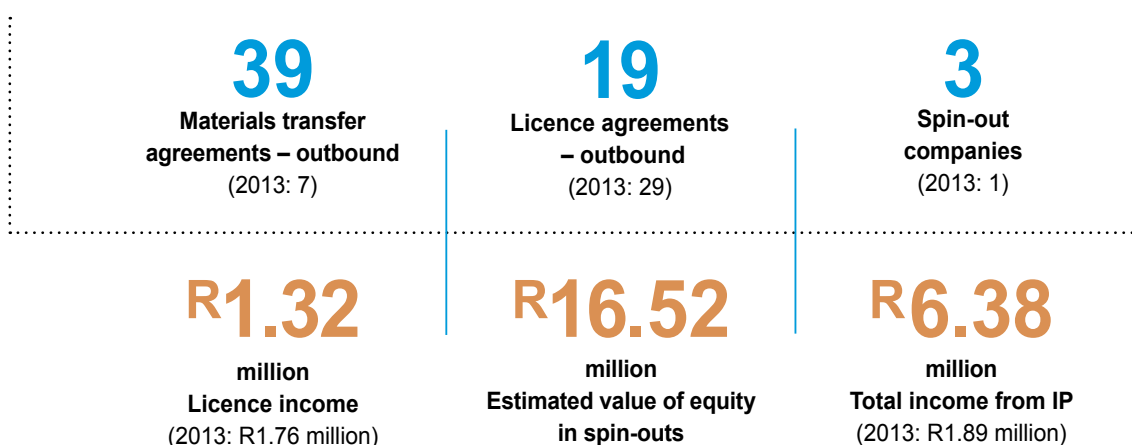 39
Materials transfer
agreements – outbound
(2013: 7)
19
Licence agreements
– outbound
(2013: 29)
3
Spin-out
companies
(2013: 1)
R1.32
million
Licence income
(2013: R1.76 million)
R16.52
million
Estimated value of equity
in spin-outs
R6.38
million
Total income from IP
(2013: R1.89 million)